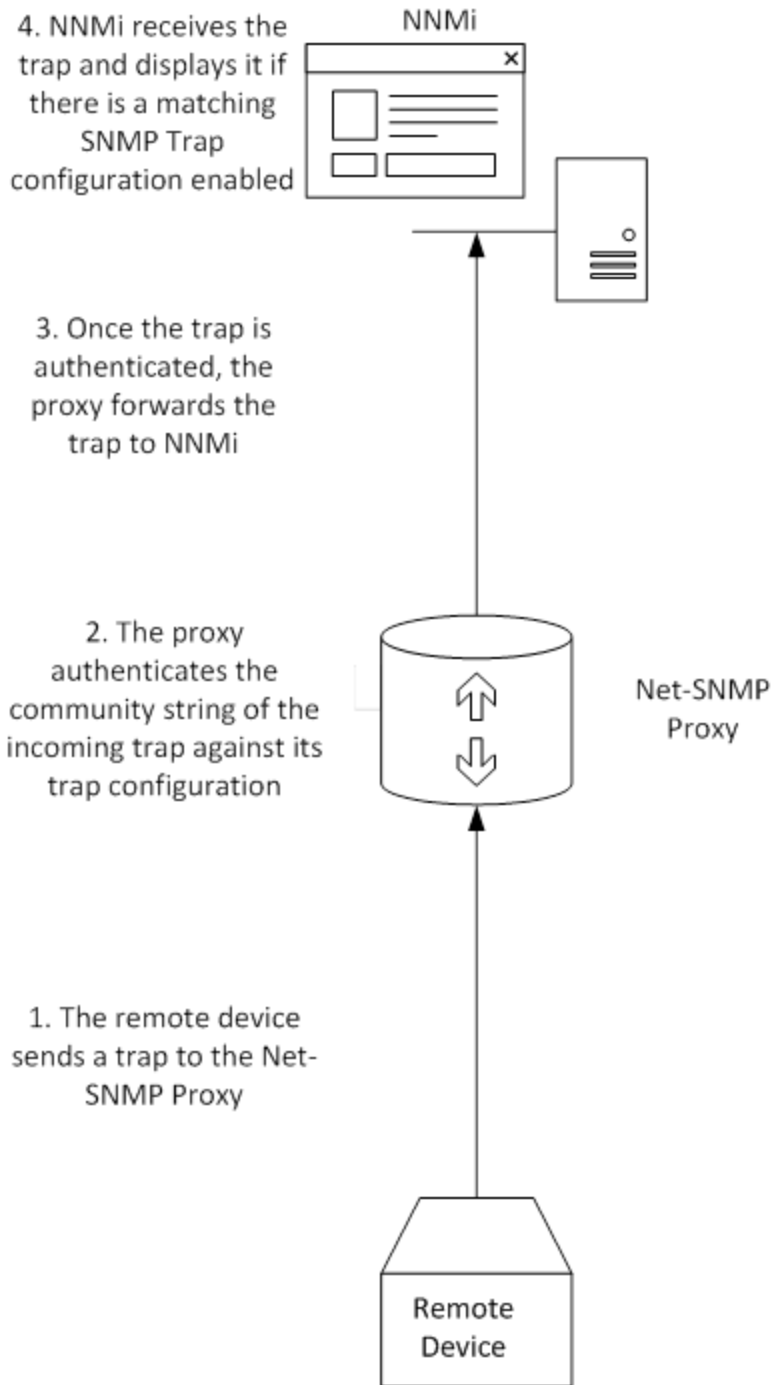 4. NNMi receives the
trap and displays it if
there is a matching
SNMP Trap
configuration enabled
NNMi
3. Once the trap is
authenticated, the
proxy forwards the
trap to NNMi
2. The proxy
authenticates the
community string of the
incoming trap against its
trap configuration
Net-SNMP
Proxy
1. The remote device
sends a trap to the Net-
SNMP Proxy
Remote
Device